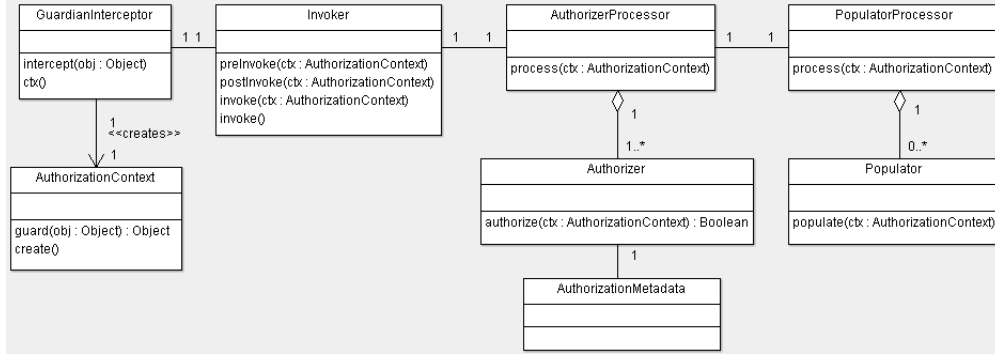 GuardianInterceptor
intercept(obj : Object)
ctx()
1 1
Invoker
preInvoke(ctx : AuthorizationContext)
postInvoke(ctx : AuthorizationContext)
invoke(ctx : AuthorizationContext)
invoke()
1 1
AuthorizerProcessor
process(ctx : AuthorizationContext)
1 1
PopulatorProcessor
process(ctx : AuthorizationContext)
1
<<creates>>
1
AuthorizationContext
guard(obj : Object) : Object
create()
1
1..*
Authorizer
authorize(ctx : AuthorizationContext) : Boolean
1
AuthorizationMetadata
1
0..*
Populator
populate(ctx : AuthorizationContext)